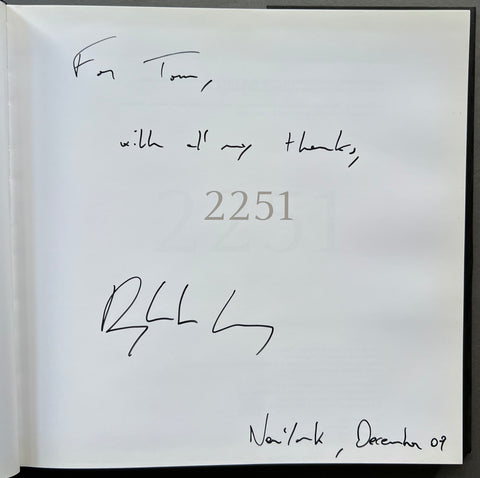 For Tom,
with all my thanks,
2251
New York, December 09